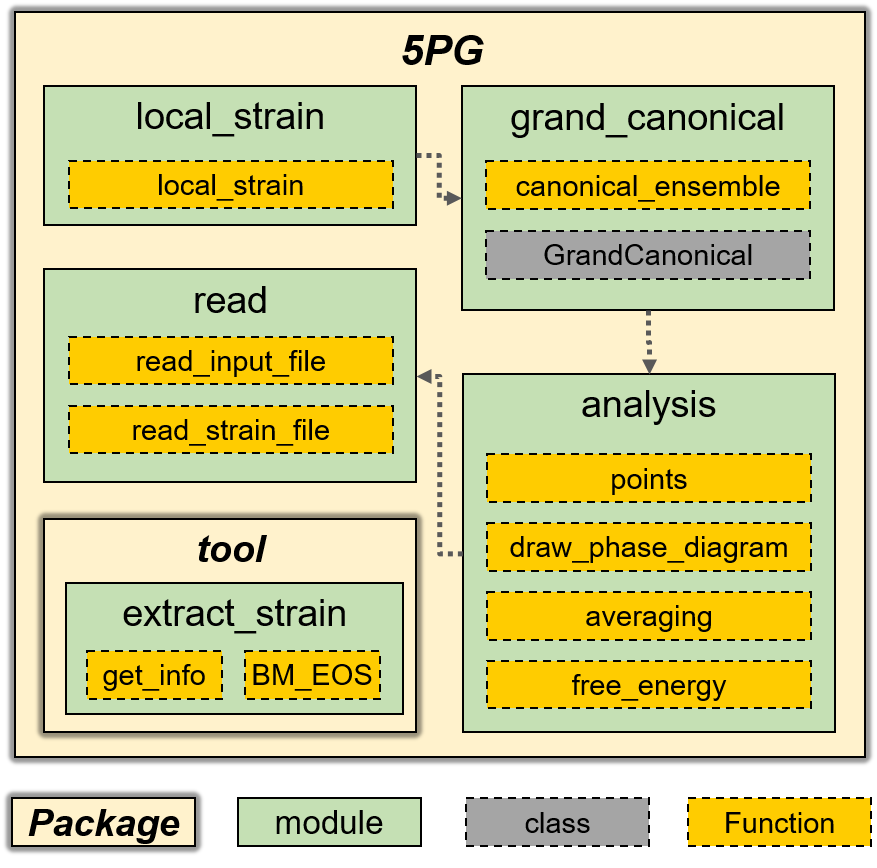 5PG
local_strain
local_strain
grand_canonical
canonical_ensemble
GrandCanonical
read
read_input_file
read_strain_file
analysis
points
draw_phase_diagram
averaging
free_energy
tool
extract_strain
get_info
BM_EOS
Package
module
class
Function